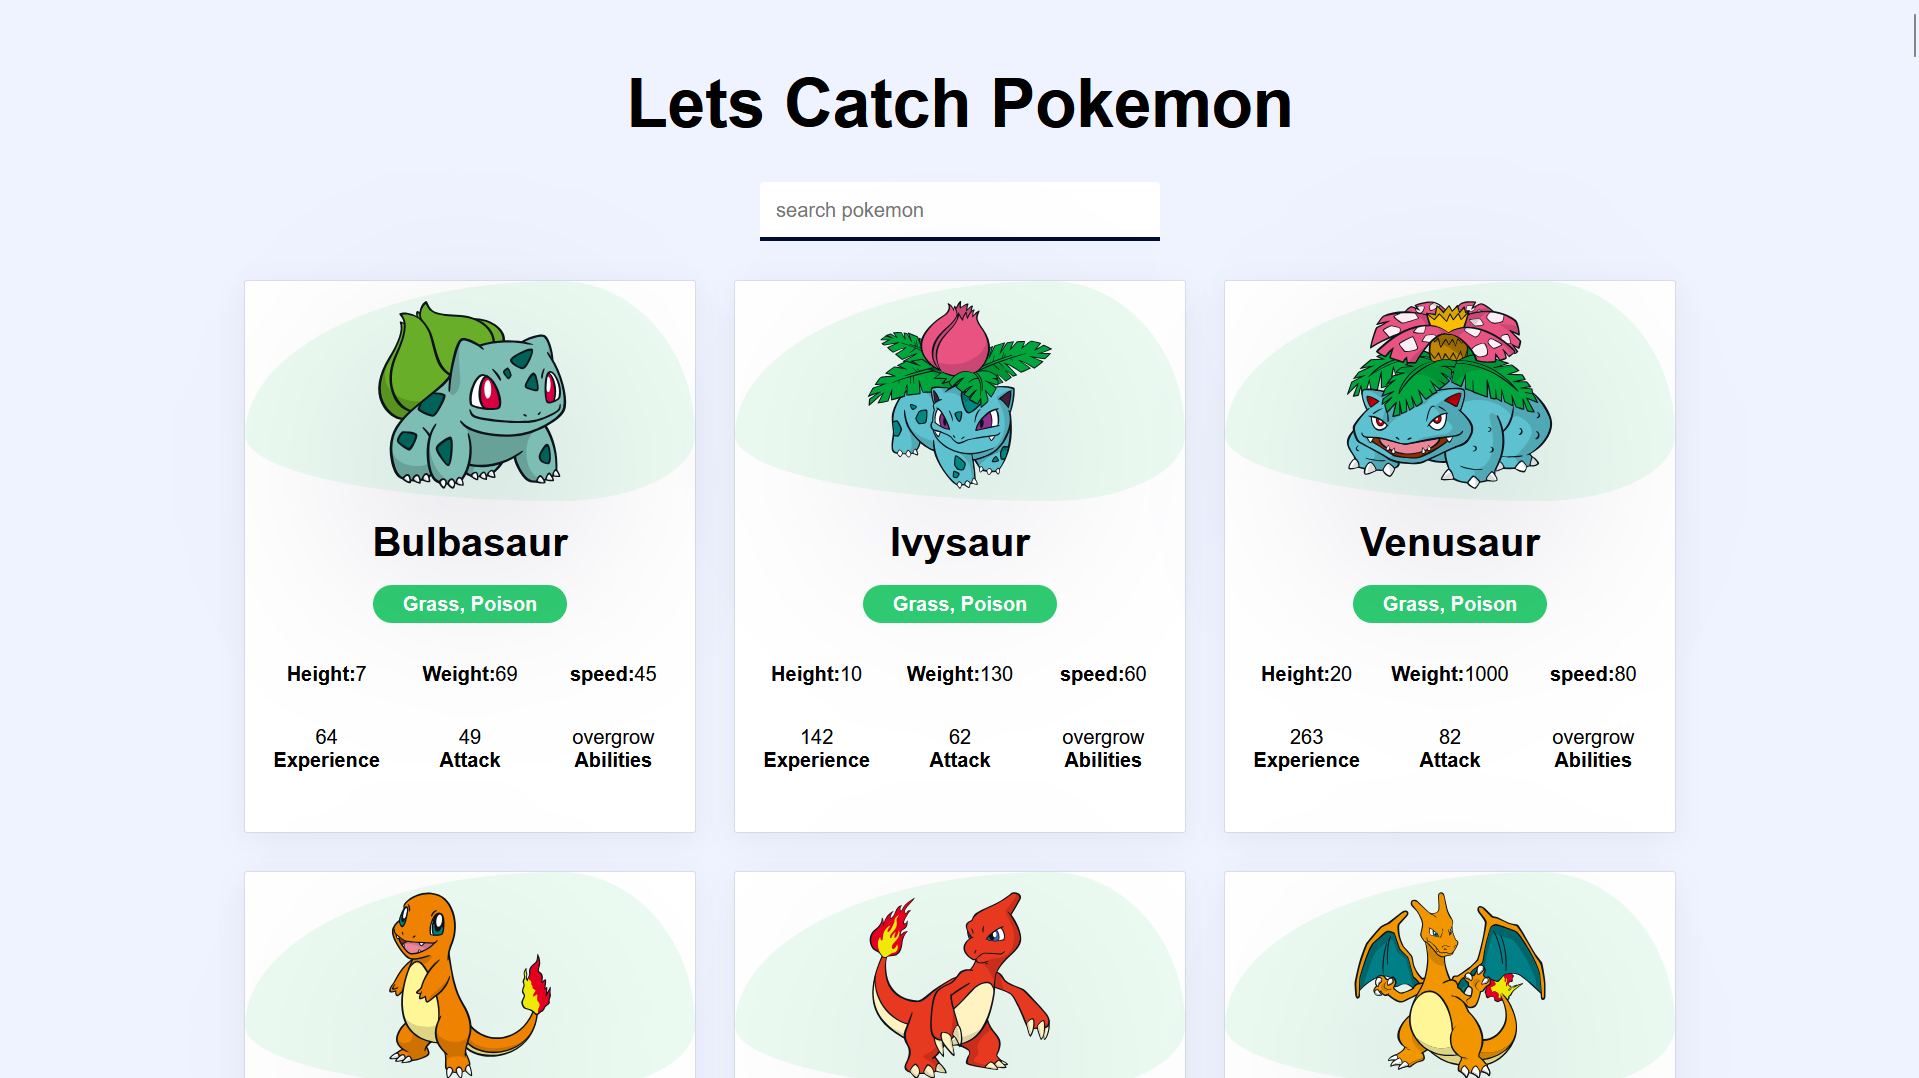 Lets Catch Pokemon
search pokemon
Bulbasaur
Grass, Poison
Height:7 Weight:69 speed:45
64 49 overgrow
Experience Attack Abilities
Ivysaur
Grass, Poison
Height:10 Weight:130 speed:60
142 62 overgrow
Experience Attack Abilities
Venusaur
Grass, Poison
Height:20 Weight:1000 speed:80
263 82 overgrow
Experience Attack Abilities